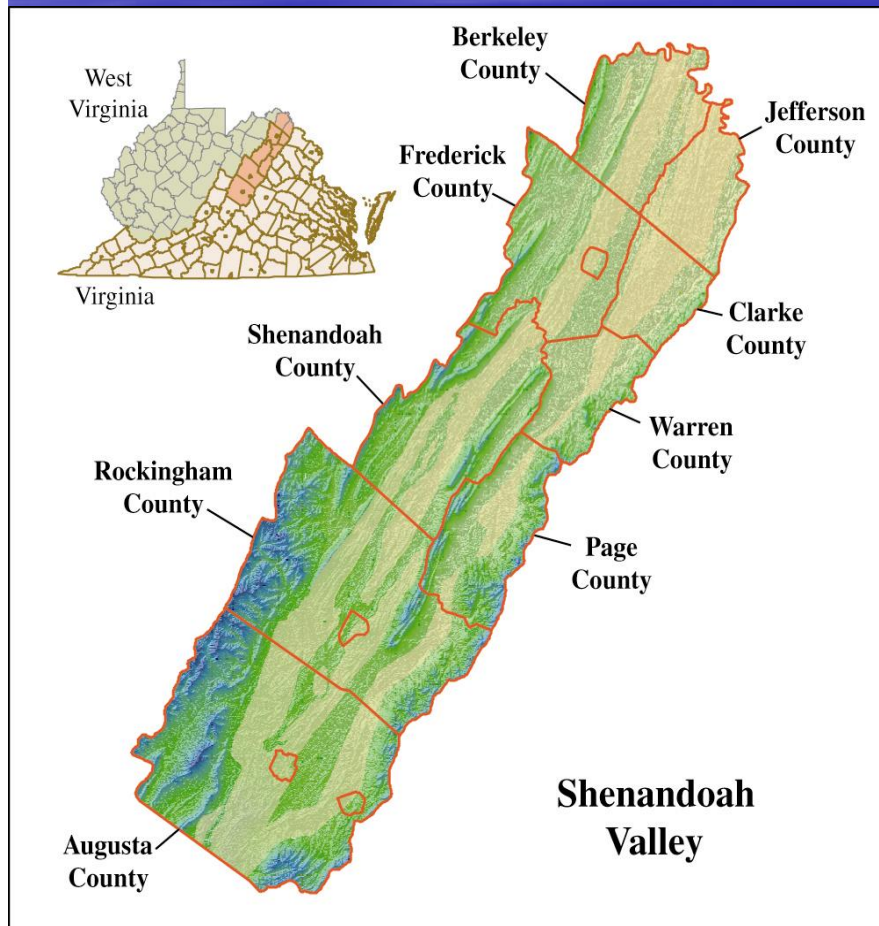 West
Virginia
Virginia
Berkeley
County
Jefferson
County
Frederick
County
Clarke
County
Shenandoah
County
Warren
County
Rockingham
County
Page
County
Augusta
County
Shenandoah
Valley